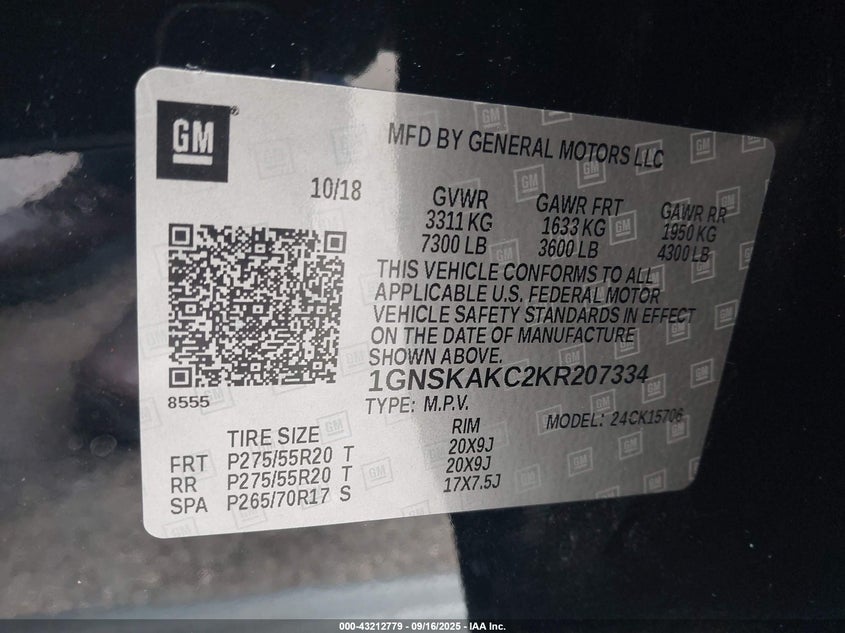 GM ®
MFD BY GENERAL MOTORS LLC
10/18
GVWR GAWR FRT GAWR RR
3311 KG 1633 KG 1950 KG
7300 LB 3600 LB 4300 LB
THIS VEHICLE CONFORMS TO ALL
APPLICABLE U.S. FEDERAL MOTOR
VEHICLE SAFETY STANDARDS IN EFFECT
ON THE DATE OF MANUFACTURE
SHOWN ABOVE.
1GNSKAKC2KR207334
8555
TYPE: M.P.V. MODEL: 24CK15706
TIRE SIZE RIM
FRT P275/55R20 T 20X9J
RR P275/55R20 T 20X9J
SPA P265/70R17 S 17X7.5J
000-43212779 - 09/16/2025 - IAA Inc.